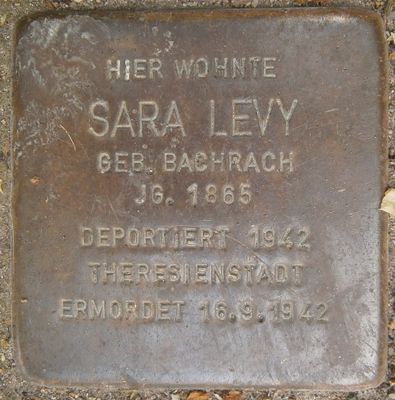 HIER WOHNTE
SARA LEVY
GEB. BACHRACH
JG. 1865
DEPORTIERT 1942
THERESIENSTADT
ERMORDET 16.9.1942